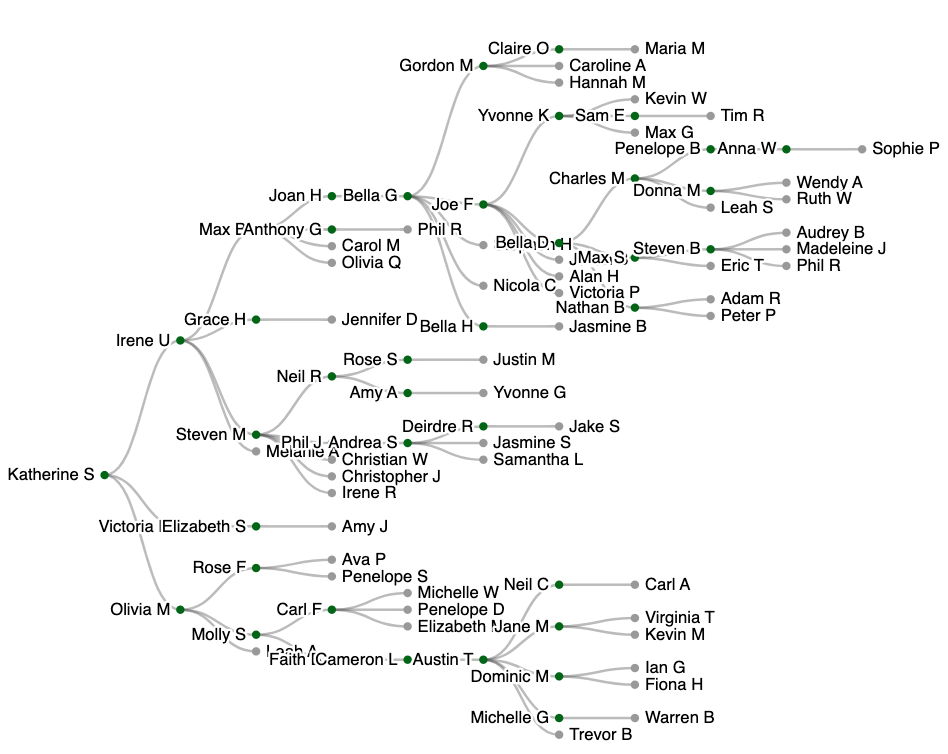 Claire O
Maria M
Gordon M
Caroline A
Hannah M
Kevin W
Yvonne K
Sam E
Tim R
Max G
Penelope B
Anna W
Sophie P
Charles M
Wendy A
Donna M
Ruth W
Joan H
Bella G
Joe F
Leah S
Max
Anthony G
Phil R
Audrey B
Carol M
Bella D
Steven B
Madeleine J
Olivia Q
Max S
Eric T
Phil R
Alan H
Nicola C
Victoria P
Adam R
Nathan B
Peter P
Grace H
Jennifer D
Bella H
Jasmine B
Irene U
Rose S
Justin M
Neil R
Amy A
Yvonne G
Deirdre R
Jake S
Steven M
Phil J
Andrea S
Jasmine S
Melanie A
Christian W
Samantha L
Katherine S
Christopher J
Irene R
Victoria
Elizabeth S
Amy J
Ava P
Rose F
Penelope S
Neil C
Carl A
Michelle W
Olivia M
Carl F
Penelope D
Virginia T
Elizabeth
Jane M
Molly S
Kevin M
Leah A
Faith
Cameron L
Austin T
Ian G
Dominic M
Fiona H
Michelle G
Warren B
Trevor B